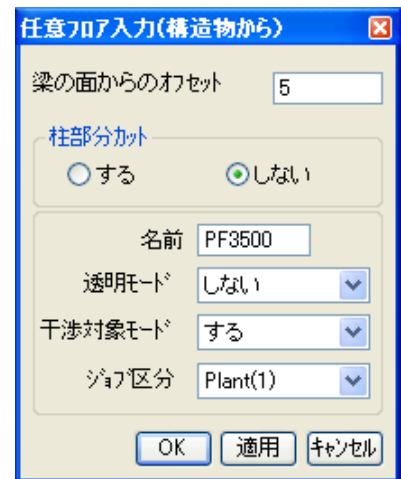 任意ﾌﾛｱ入力(構造物から)
梁の面からのｵﾌｾｯﾄ 5
柱部分ｶｯﾄ
する しない
名前 PF3500
透明ﾓｰﾄﾞ しない
干渉対象ﾓｰﾄﾞ する
ｼﾞｮﾌﾞ区分 Plant(1)
OK 適用 ｷｬﾝｾﾙ